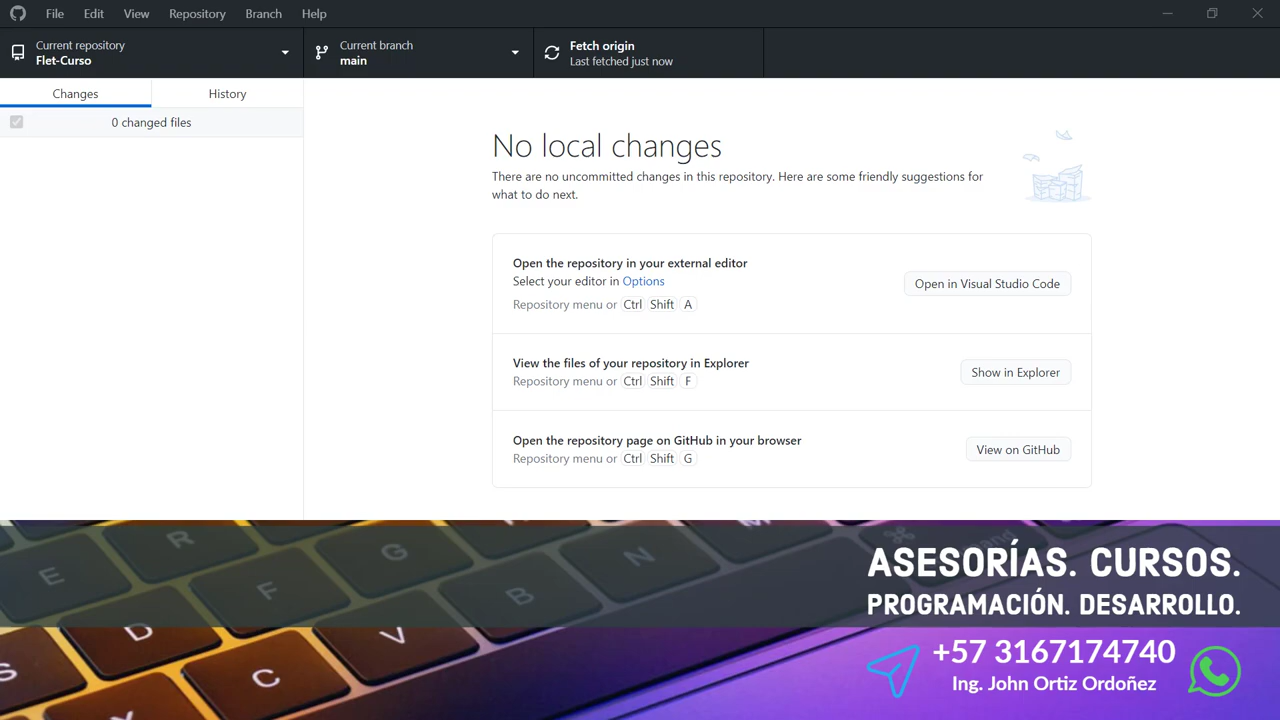 File Edit View Repository Branch Help
Current repository
Flet-Curso
Current branch
main
Fetch origin
Last fetched just now
Changes
History
0 changed files
No local changes
There are no uncommitted changes in this repository. Here are some friendly suggestions for
what to do next.
Open the repository in your external editor
Select your editor in Options
Repository menu or Ctrl Shift A
Open in Visual Studio Code
View the files of your repository in Explorer
Repository menu or Ctrl Shift F
Show in Explorer
Open the repository page on GitHub in your browser
Repository menu or Ctrl Shift G
View on GitHub
E R F G D C V B N M
ASESORÍAS. CURSOS.
PROGRAMACIÓN. DESARROLLO.
+57 3167174740
Ing. John Ortiz Ordoñez